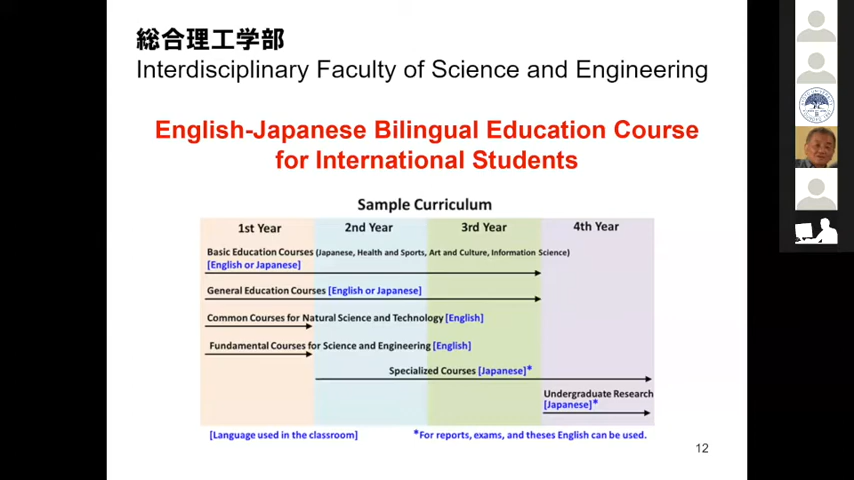 総合理工学部
Interdisciplinary Faculty of Science and Engineering
English-Japanese Bilingual Education Course
for International Students
Sample Curriculum
1st Year 2nd Year 3rd Year 4th Year
Basic Education Courses (Japanese, Health and Sports, Art and Culture, Information Science)
[English or Japanese]
General Education Courses [English or Japanese]
Common Courses for Natural Science and Technology [English]
Fundamental Courses for Science and Engineering [English]
Specialized Courses [Japanese]*
Undergraduate Research
[Japanese]*
[Language used in the classroom] *For reports, exams, and theses English can be used.
12